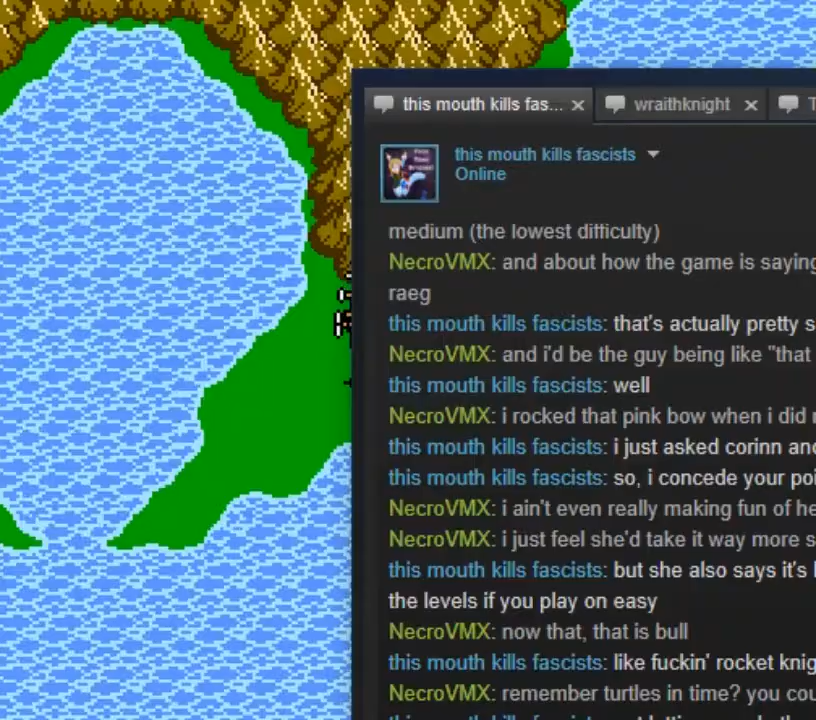 this mouth kills fas...
wraithknight
this mouth kills fascists
Online
medium (the lowest difficulty)
NecroVMX: and about how the game is saying
raeg
this mouth kills fascists: that's actually pretty s
NecroVMX: and i'd be the guy being like "that
this mouth kills fascists: well
NecroVMX: i rocked that pink bow when i did
this mouth kills fascists: i just asked corinn and
this mouth kills fascists: so, i concede your poi
NecroVMX: i ain't even really making fun of he
NecroVMX: i just feel she'd take it way more s
this mouth kills fascists: but she also says it's
the levels if you play on easy
NecroVMX: now that, that is bull
this mouth kills fascists: like fuckin' rocket knig
NecroVMX: remember turtles in time? you cou